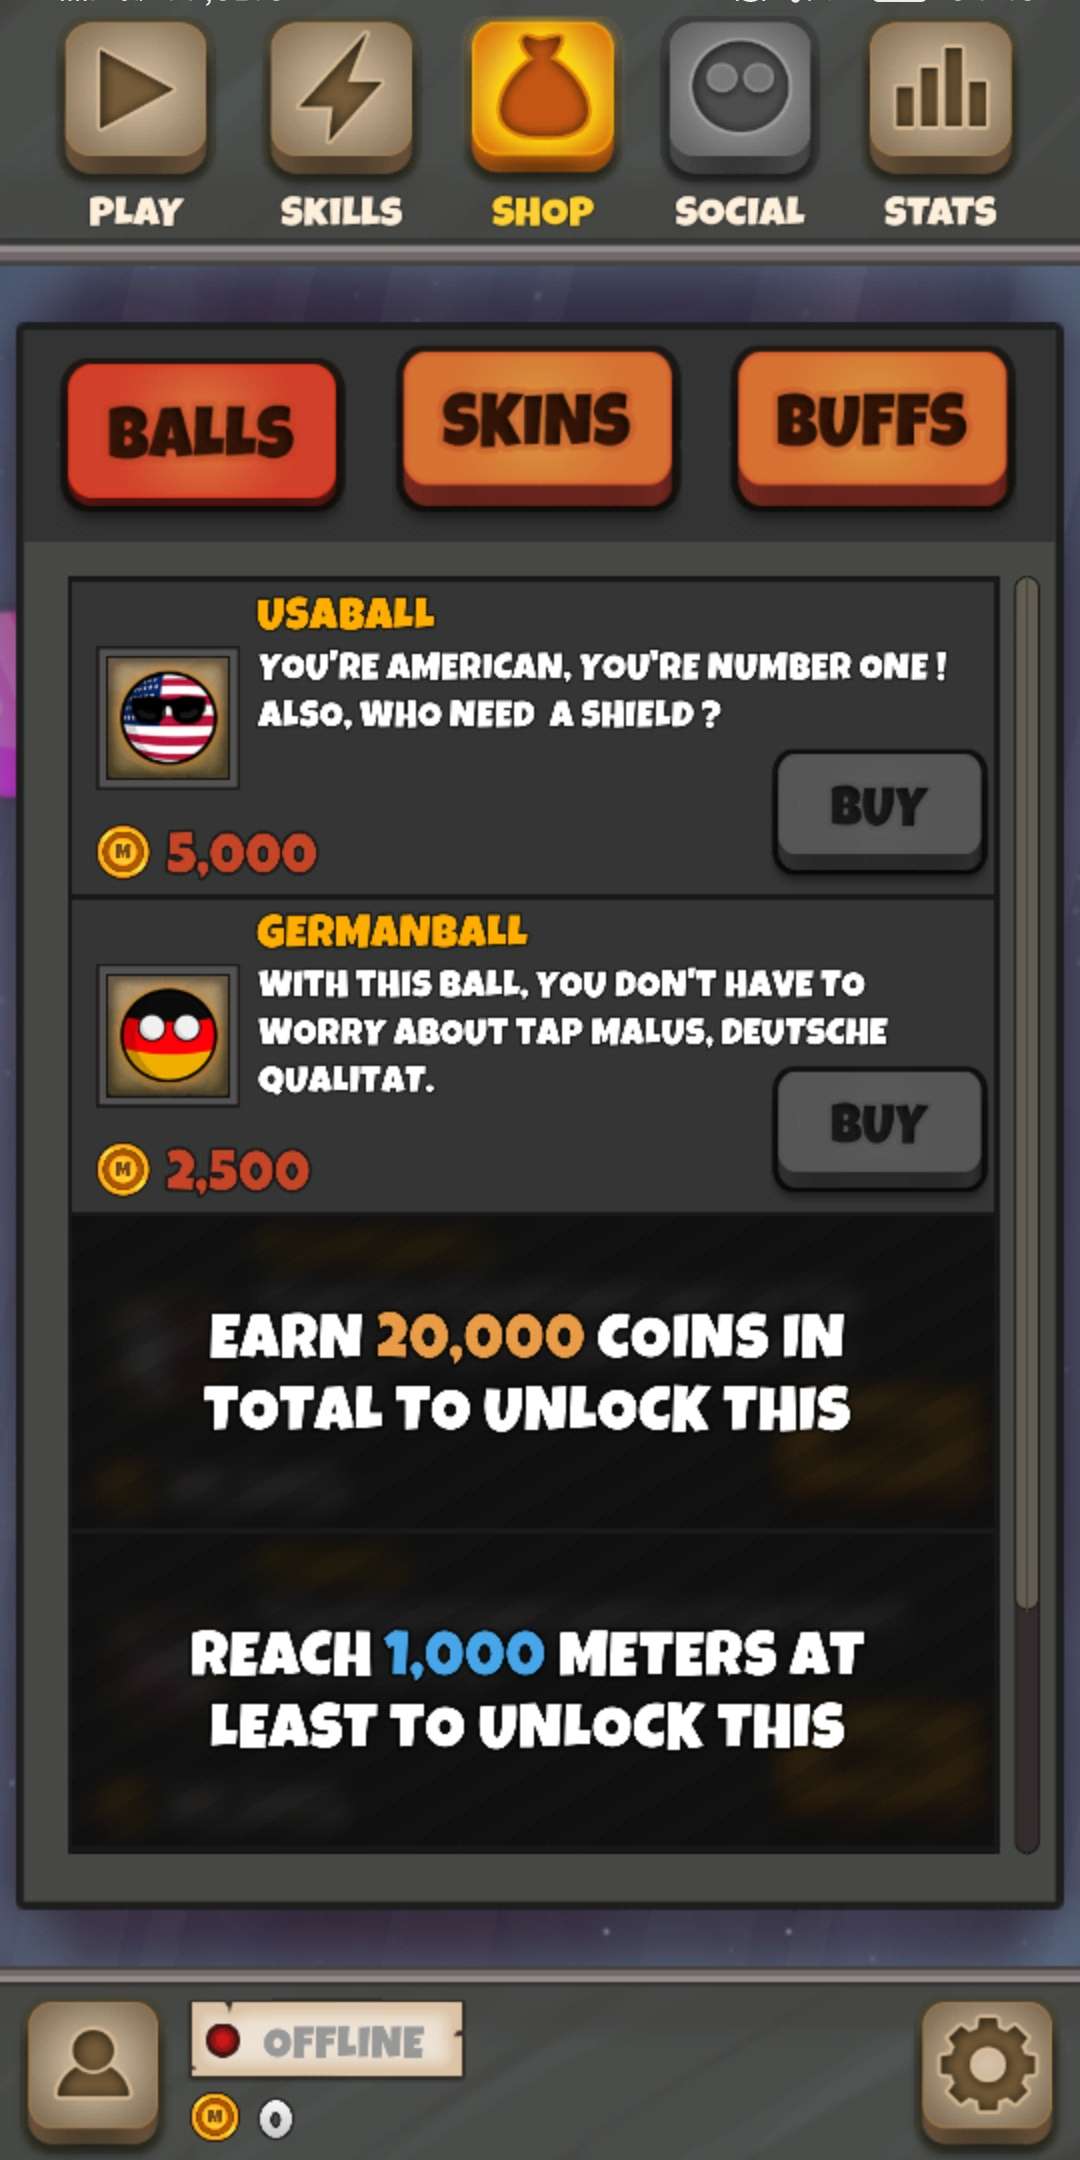 PLAY SKILLS SHOP SOCIAL STATS
BALLS SKINS BUFFS
USABALL
YOU'RE AMERICAN, YOU'RE NUMBER ONE !
ALSO, WHO NEED A SHIELD ?
BUY
M 5,000
GERMANBALL
WITH THIS BALL, YOU DON'T HAVE TO
WORRY ABOUT TAP MALUS, DEUTSCHE
QUALITAT.
BUY
M 2,500
EARN 20,000 COINS IN
TOTAL TO UNLOCK THIS
REACH 1,000 METERS AT
LEAST TO UNLOCK THIS
OFFLINE
M 0